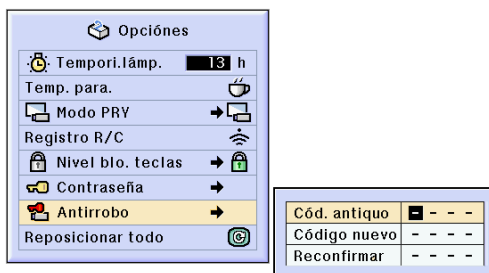 Opciónes
Tempori.lámp. 13 h
Temp. para.
Modo PRY
Registro R/C
Nivel blo. teclas
Contraseña
Antirrobo
Reposicionar todo
Cód. antiquo - - - -
Código nuevo - - - -
Reconfirmar - - - -